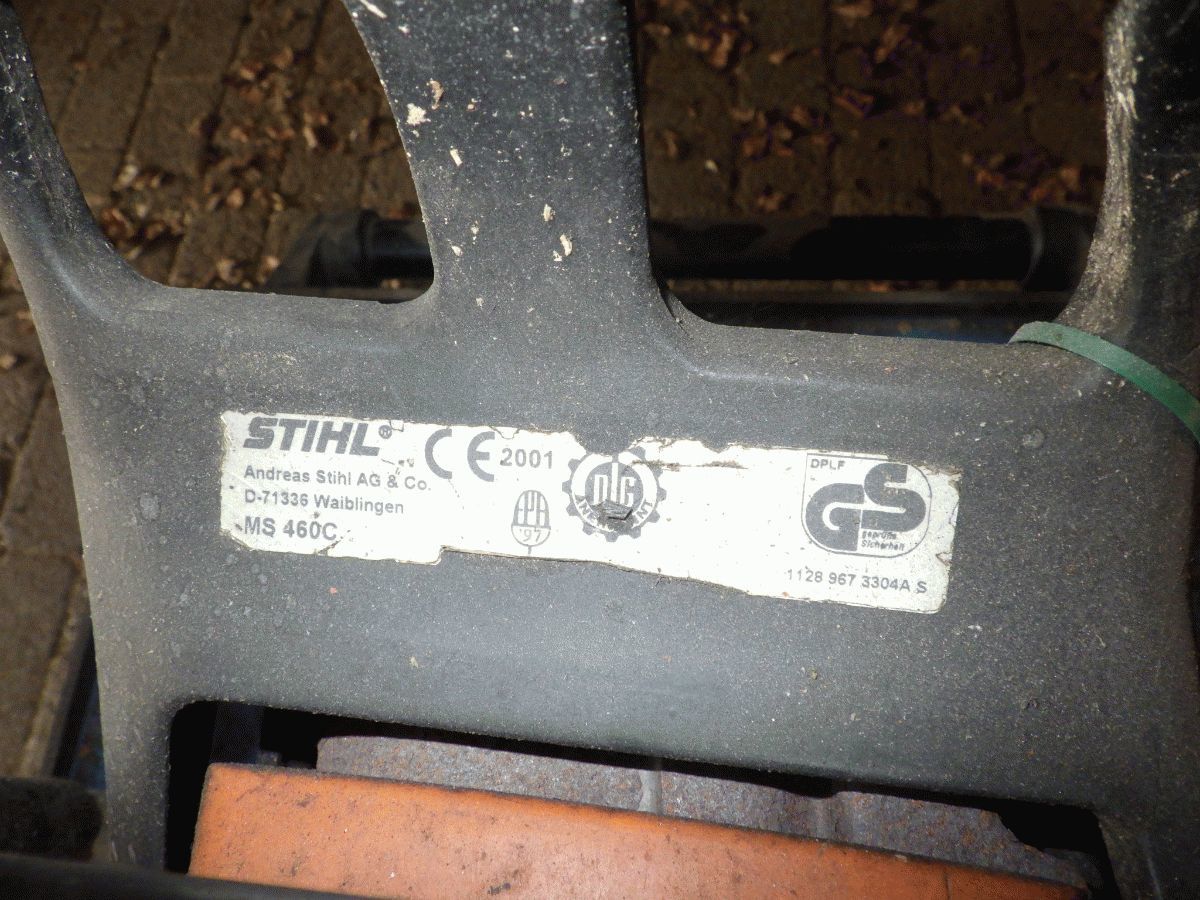 STIHL®
Andreas Stihl AG & Co.
D-71336 Waiblingen
MS 460C
CE 2001
EPA
'97
DLG
DPLF
GS
geprüfte
Sicherheit
1128 967 3304A S